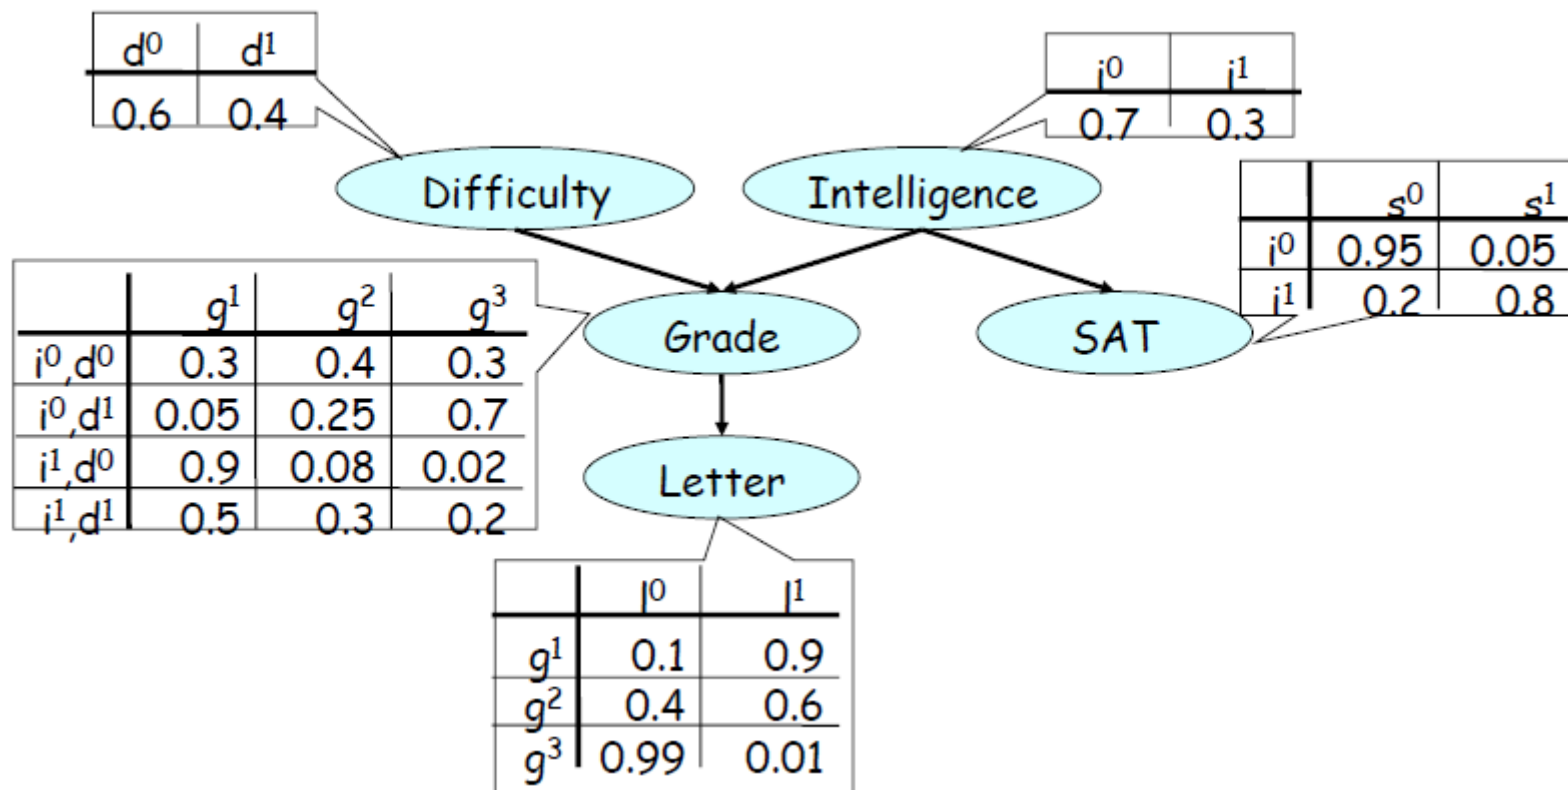 d⁰ d¹
0.6 0.4
i⁰ i¹
0.7 0.3
Difficulty
Intelligence
s⁰ s¹
i⁰ 0.95 0.05
i¹ 0.2 0.8
g¹ g² g³
i⁰,d⁰ 0.3 0.4 0.3
i⁰,d¹ 0.05 0.25 0.7
i¹,d⁰ 0.9 0.08 0.02
i¹,d¹ 0.5 0.3 0.2
Grade
SAT
Letter
l⁰ l¹
g¹ 0.1 0.9
g² 0.4 0.6
g³ 0.99 0.01